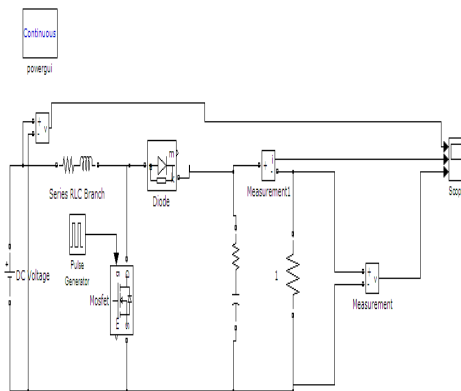 Continuous
powergui
+
v
-
m
k
i
+
-
Measurement1
Scop
Series RLC Branch
Diode
Pulse
Generator
+
DC Voltage
Mosfet
1
+
v
-
Measurement